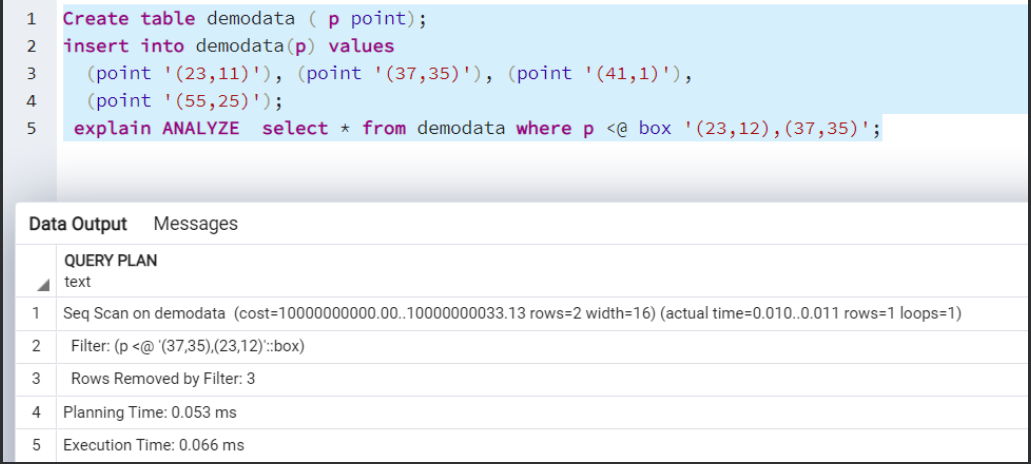 1 Create table demodata ( p point);
2 insert into demodata(p) values
3 (point '(23,11)'), (point '(37,35)'), (point '(41,1)'),
4 (point '(55,25)');
5 explain ANALYZE select * from demodata where p <@ box '(23,12),(37,35)';
Data Output Messages
QUERY PLAN
text
1 Seq Scan on demodata (cost=10000000000.00..10000000033.13 rows=2 width=16) (actual time=0.010..0.011 rows=1 loops=1)
2 Filter: (p <@ '(37,35),(23,12)'::box)
3 Rows Removed by Filter: 3
4 Planning Time: 0.053 ms
5 Execution Time: 0.066 ms